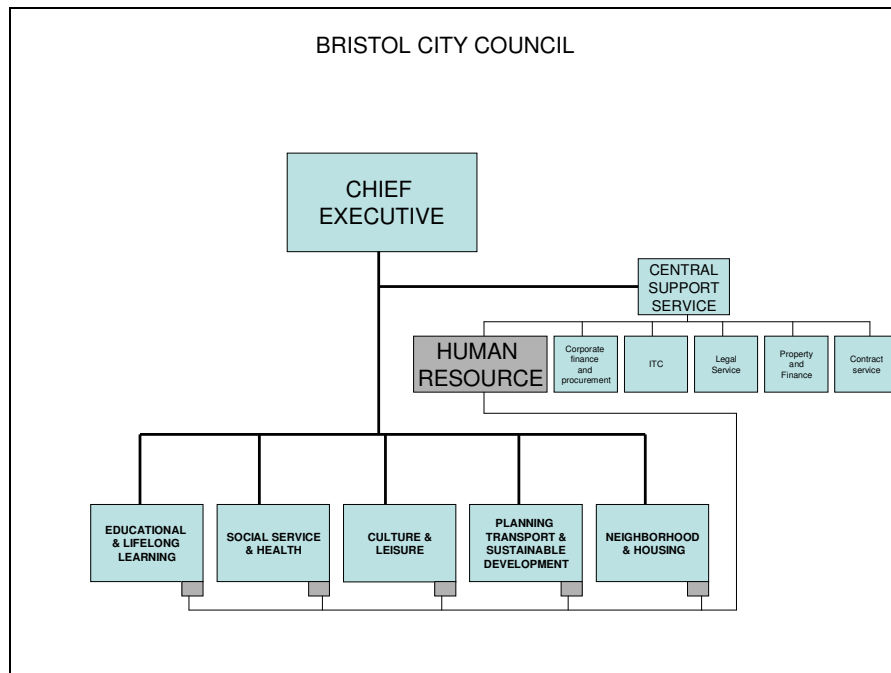 BRISTOL CITY COUNCIL
CHIEF
EXECUTIVE
CENTRAL
SUPPORT
SERVICE
HUMAN
RESOURCE
Corporate
finance
and
procurement
ITC
Legal
Service
Property
and
Finance
Contract
service
EDUCATIONAL
& LIFELONG
LEARNING
SOCIAL SERVICE
& HEALTH
CULTURE &
LEISURE
PLANNING
TRANSPORT &
SUSTAINABLE
DEVELOPMENT
NEIGHBORHOOD
& HOUSING